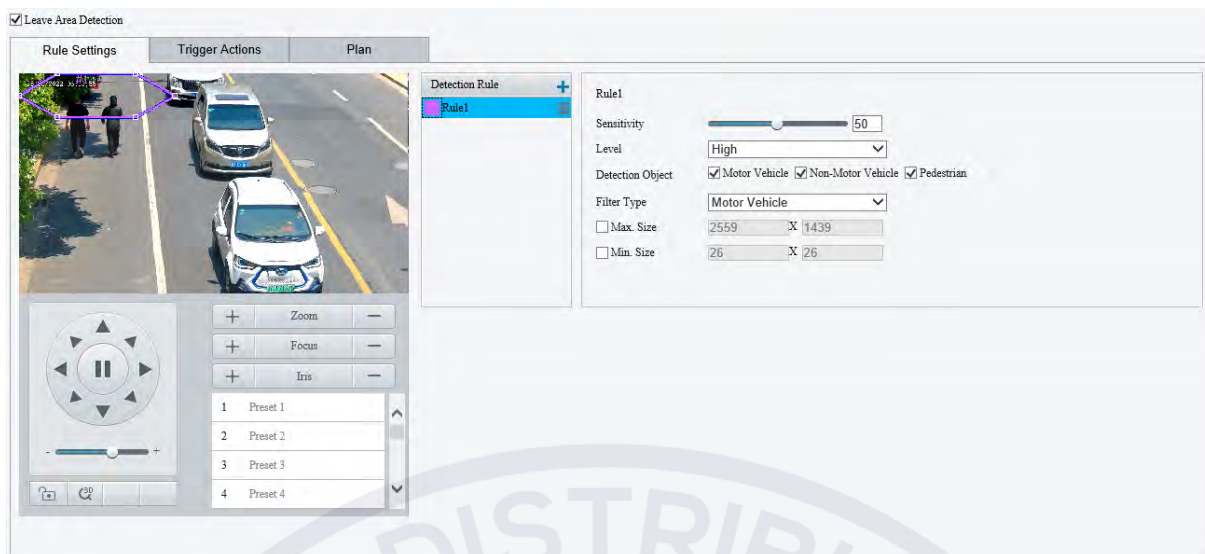 Leave Area Detection
Rule Settings Trigger Actions Plan
Detection Rule
Rule1
Rule1
Sensitivity 50
Level High
Detection Object Motor Vehicle Non-Motor Vehicle Pedestrian
Filter Type Motor Vehicle
Max. Size 2559 X 1439
Min. Size 26 X 26
+ Zoom −
+ Focus −
+ Iris −
1 Preset 1
2 Preset 2
3 Preset 3
4 Preset 4
- +
3D
DISTRIB